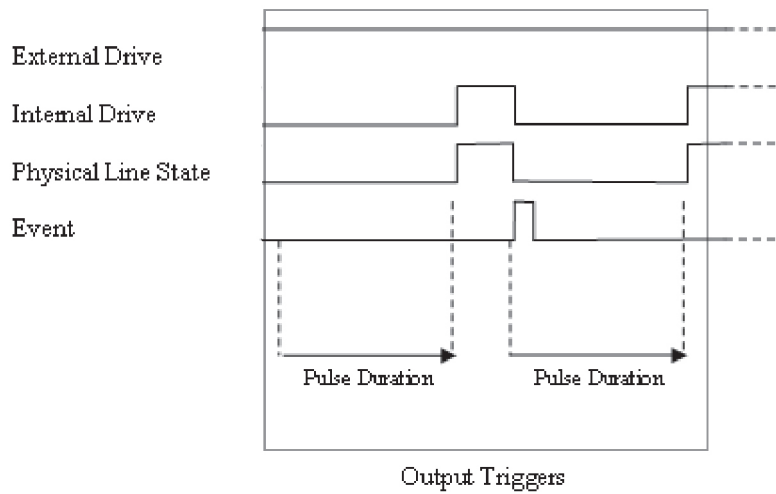 External Drive
Internal Drive
Physical Line State
Event
Pulse Duration
Pulse Duration
Output Triggers